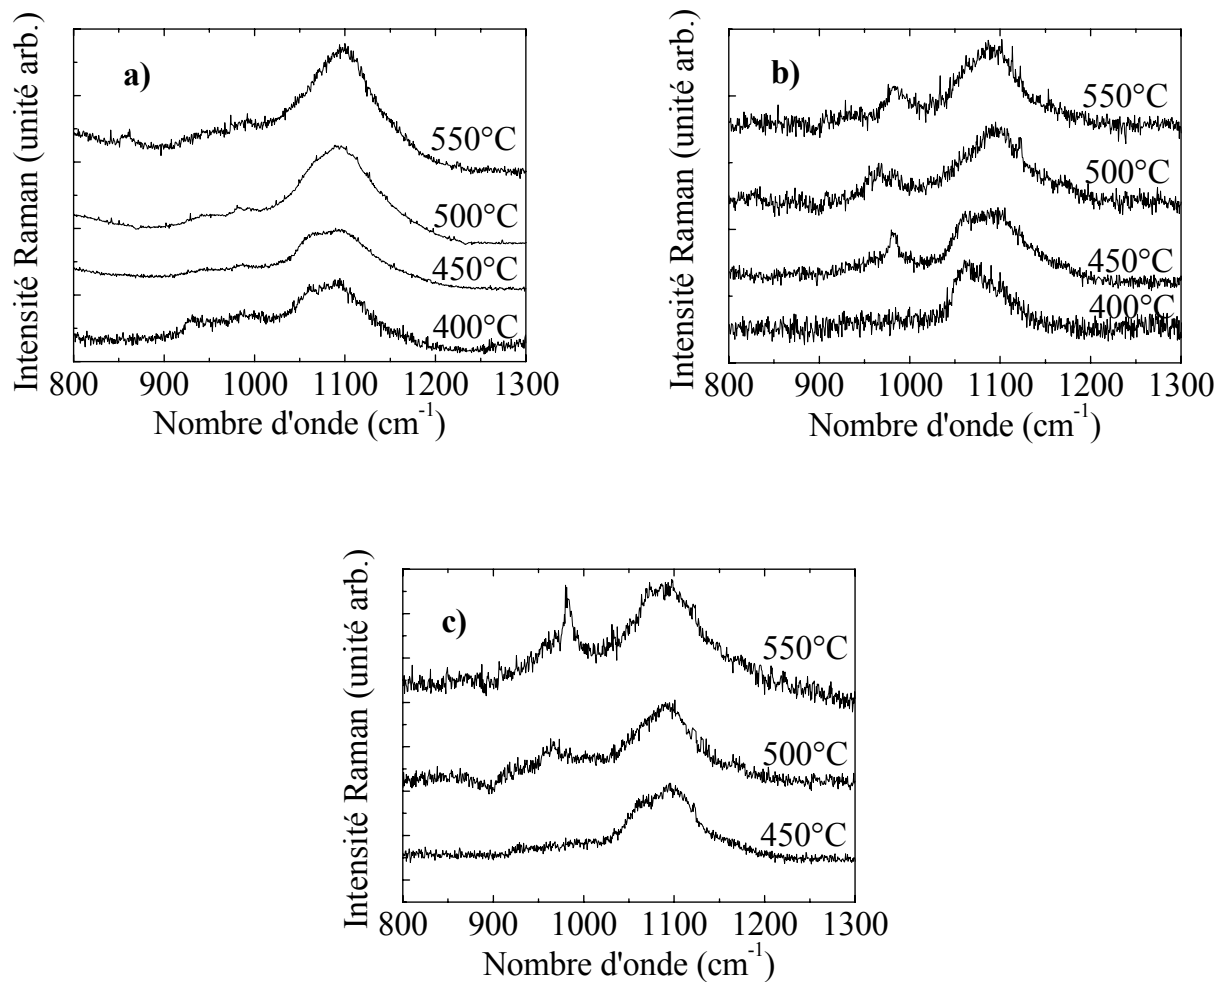 Intensité Raman (unité arb.)
a)
550°C
500°C
450°C
400°C
800 900 1000 1100 1200 1300
Nombre d'onde (cm-1)
Intensité Raman (unité arb.)
b)
550°C
500°C
450°C
400°C
800 900 1000 1100 1200 1300
Nombre d'onde (cm-1)
Intensité Raman (unité arb.)
c)
550°C
500°C
450°C
800 900 1000 1100 1200 1300
Nombre d'onde (cm-1)